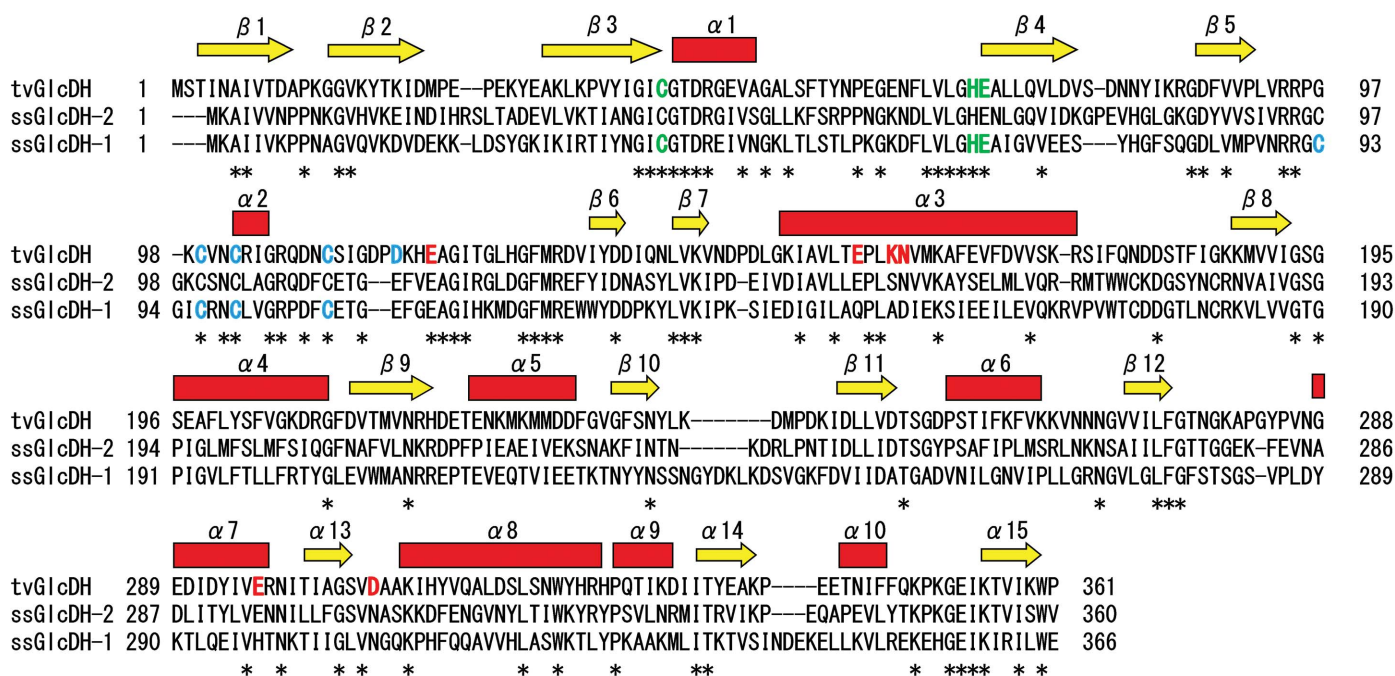 β1 β2 β3 α1 β4 β5
tvGlcDH 1 MSTINAIVTDAPKGGVKYTKIDMPE--PEKYEAKLKPVYIGICGTDRGEVAGALSFTYNPEGENFLVLGHEALLQVLDVS-DNNYIKRGDFVVPLVRRPG 97
ssGlcDH-2 1 ---MKAIVVNPPNKGVHVKEINDIHRSLTADEVLVKTIANGICGTDRGIVSGLLKFSRPPNGKNDLVLGHENLGQVIDKGPEVHGLGKGDYVVSIVRRGC 97
ssGlcDH-1 1 ---MKAIIVKPPNAGVQVKDVDEKK--LDSYGKIKIRTIYNGICGTDREIVNGKLTLSTLPKGKDFLVLGHEAIGVVEES---YHGFSQGDLVMPVNRRGC 93
** * ** ******* * * * * * ****** * ** * **
α2 β6 β7 α3 β8
tvGlcDH 98 -KCVNCRIGRQDNCSIGDPDKHEAGITGLHGFMRDVIYDDIQNLVKVNDPDLGKIAVLTEPLKNVMKAFEVFDVVSK-RSIFQNDDSTFIGKKMVVIGSG 195
ssGlcDH-2 98 GKCSNCLAGRQDFCETG--EFVEAGIRGLDGFMREFYIDNASYLVKIPD-EIVDIAVLLEPLSNVVKAYSELMLVQR-RMTWWCKDGSYNCRNVAIVGSG 193
ssGlcDH-1 94 GICRNCLVGRPDFCETG--EFGEAGIHKMDGFMREWWYDDPKYLVKIPK-SIEDIGILAQPLADIEKSIEEILEVQKRVPVWTCDDGTLNCRKVLVVGTG 190
* * ** * * **** **** * *** * * * ** * * * * *
α4 β9 α5 β10 β11 α6 β12
tvGlcDH 196 SEAFLYSFVGKDRGFDVTMVNRHDETENKMKMMDDFGVGFSNYLK-------DMPDKIDLLVDTSGDPSTIFKFVKKVNNNGVVILFGTNGKAPGYPVNG 288
ssGlcDH-2 194 PIGLMFSLMFSIQGFNAFVLNKRDPFPIEAEIVEKSNAKFINTN------KDRLPNTIDLLIDTSGYPSAFIPLMSRLNKNSAIILFGTTGGEK-FEVNA 286
ssGlcDH-1 191 PIGVLFTLLFRTYGLEVWMANRREPTEVEQTVIEETKTNYYNSSNGYDKLKDSVGKFDVIIDATGADVNILGNVIPLLGRNGVLGLFGFSTSGS-VPLDY 289
* * * * * ***
α7 α13 α8 α9 α14 α10 α15
tvGlcDH 289 EDIDYIVERNITIAGSVDAAKIHYVQALDSLSNWYHRHPQTIKDIITYEAKP----EETNIFFQKPKGEIKTVIKWP 361
ssGlcDH-2 287 DLITYLVENNILLFGSVNASKKDFENGVNYLTIWKYRYPSVLNRMITRVIKP---EQAPEVLYTKPKGEIKTVISWV 360
ssGlcDH-1 290 KTLQEIVHTNKTIIGLVNGQKPHFQQAVVHLASWKTLYPKAAKMLITKTVSINDEKELLKVLREKEHGEIKIRILWE 366
* * * * * * * * ** * **** * *